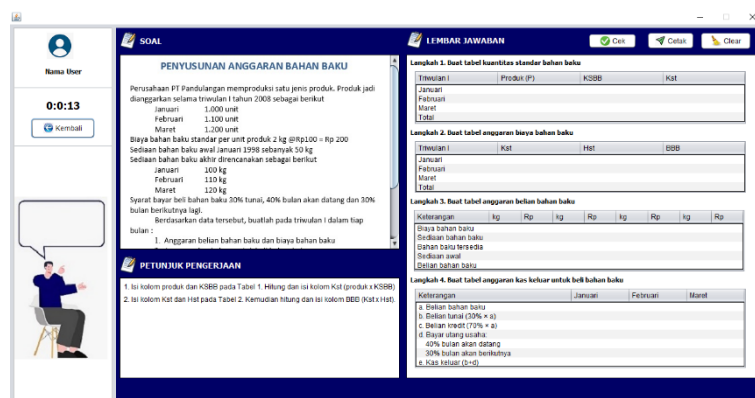 Nama User
0:0:13
Kembali
SOAL
PENYUSUNAN ANGGARAN BAHAN BAKU
Perusahaan PT Pandulangan memproduksi satu jenis produk. Produk jadi
dianggarkan selama triwulan I tahun 2008 sebagai berikut
Januari 1.000 unit
Februari 1.100 unit
Maret 1.200 unit
Biaya bahan baku standar per unit produk 2 kg @Rp100 = Rp 200
Sediaan bahan baku awal Januari 1998 sebanyak 50 kg
Sediaan bahan baku akhir direncanakan sebagai berikut
Januari 100 kg
Februari 110 kg
Maret 120 kg
Syarat bayar beli bahan baku 30% tunai, 40% bulan akan datang dan 30%
bulan berikutnya lagi.
Berdasarkan data tersebut, buatlah pada triwulan I dalam tiap
bulan :
1. Anggaran belian bahan baku dan biaya bahan baku
PETUNJUK PENGERJAAN
1. Isi kolom produk dan KSBB pada Tabel 1. Hitung dan isi kolom Kst (produk x KSBB)
2. Isi kolom Kst dan Hst pada Tabel 2. Kemudian hitung dan isi kolom BBB (Kst x Hst).
LEMBAR JAWABAN
Cek
Cetak
Clear
Langkah 1. Buat tabel kuantitas standar bahan baku
Triwulan I Produk (P) KSBB Kst
Januari
Februari
Maret
Total
Langkah 2. Buat tabel anggaran biaya bahan baku
Triwulan I Kst Hst BBB
Januari
Februari
Maret
Total
Langkah 3. Buat tabel anggaran belian bahan baku
Keterangan kg Rp kg Rp kg Rp kg Rp
Biaya bahan baku
Sediaan bahan baku
Bahan baku tersedia
Sediaan awal
Belian bahan baku
Langkah 4. Buat tabel anggaran kas keluar untuk beli bahan baku
Keterangan Januari Februari Maret
a. Belian bahan baku
b. Belian tunai (30% × a)
c. Belian kredit (70% × a)
d. Bayar utang usaha:
40% bulan akan datang
30% bulan akan berikutnya
e. Kas keluar (b+d)